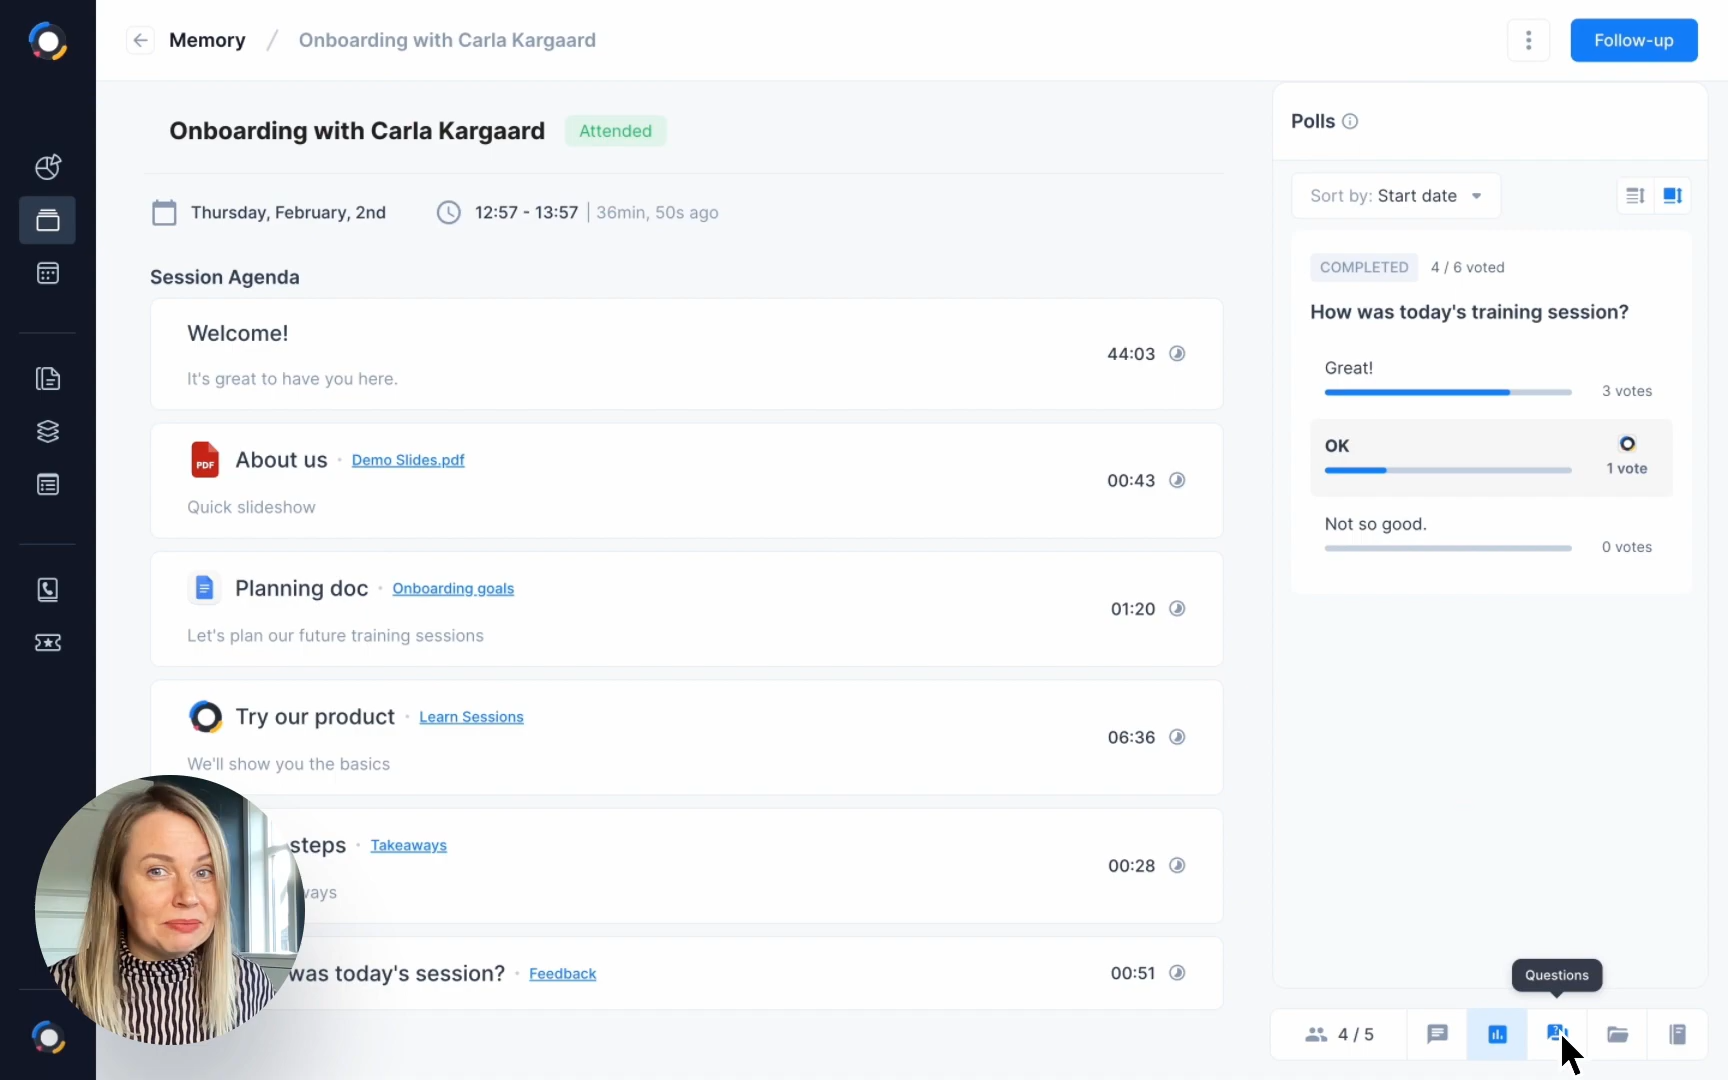 Memory / Onboarding with Carla Kargaard
Follow-up
Onboarding with Carla Kargaard Attended
Thursday, February, 2nd 12:57 - 13:57 | 36min, 50s ago
Session Agenda
Welcome!
It's great to have you here.
44:03
PDF About us · Demo Slides.pdf
Quick slideshow
00:43
Planning doc · Onboarding goals
Let's plan our future training sessions
01:20
Try our product · Learn Sessions
We'll show you the basics
06:36
steps · Takeaways
00:28
was today's session? · Feedback
00:51
Polls
Sort by: Start date
COMPLETED 4 / 6 voted
How was today's training session?
Great!
3 votes
OK
1 vote
Not so good.
0 votes
Questions
4 / 5